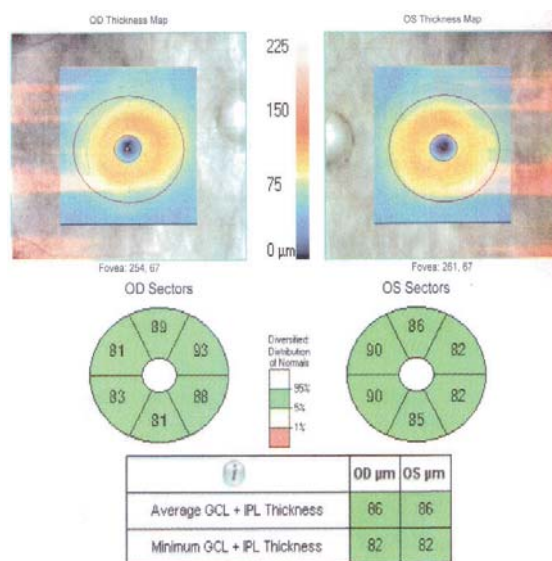 OD Thickness Map
OS Thickness Map
225
150
75
0 µm
Fovea: 254, 67
Fovea: 261, 67
OD Sectors
OS Sectors
89
81
93
83
88
81
Diversified:
Distribution
of Normals
95%
5%
1%
86
90
82
90
82
85
i
OD µm
OS µm
Average GCL + IPL Thickness
86
86
Minimum GCL + IPL Thickness
82
82